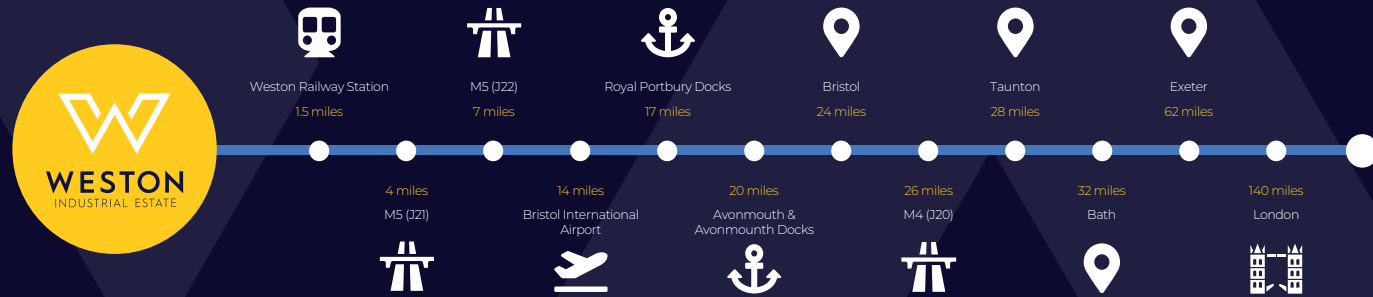 Weston Railway Station
1.5 miles
M5 (J22)
7 miles
Royal Portbury Docks
17 miles
Bristol
24 miles
Taunton
28 miles
Exeter
62 miles
WESTON
INDUSTRIAL ESTATE
4 miles
M5 (J21)
14 miles
Bristol International
Airport
20 miles
Avonmouth &
Avonmounth Docks
26 miles
M4 (J20)
32 miles
Bath
140 miles
London